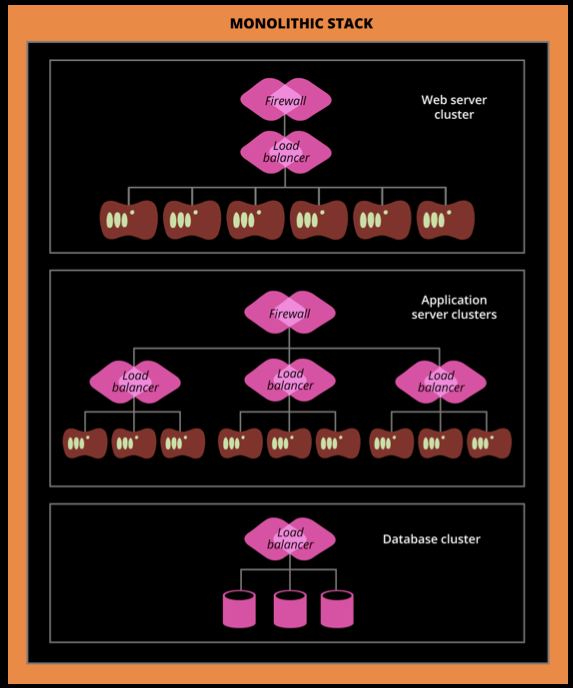 MONOLITHIC STACK
Firewall
Web server
cluster
Load
balancer
Firewall
Application
server clusters
Load
balancer
Load
balancer
Load
balancer
Load
balancer
Database cluster